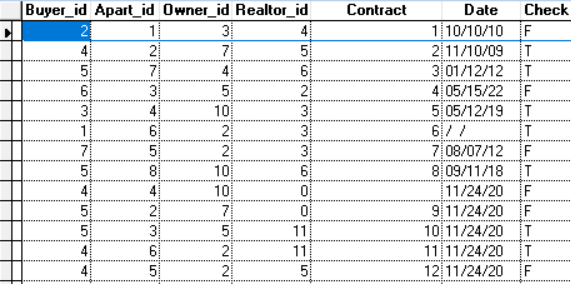 Buyer_id Apart_id Owner_id Realtor_id Contract Date Check
2 1 3 4 1 10/10/10 F
4 2 7 5 2 11/10/09 T
5 7 4 6 3 01/12/12 T
6 3 5 2 4 05/15/22 F
3 4 10 3 5 05/12/19 T
1 6 2 3 6 / / T
7 5 2 3 7 08/07/12 F
5 8 10 6 8 09/11/18 T
4 4 10 0 11/24/20 F
5 2 7 0 9 11/24/20 F
5 3 5 11 10 11/24/20 T
4 6 2 11 11 11/24/20 T
4 5 2 5 12 11/24/20 F